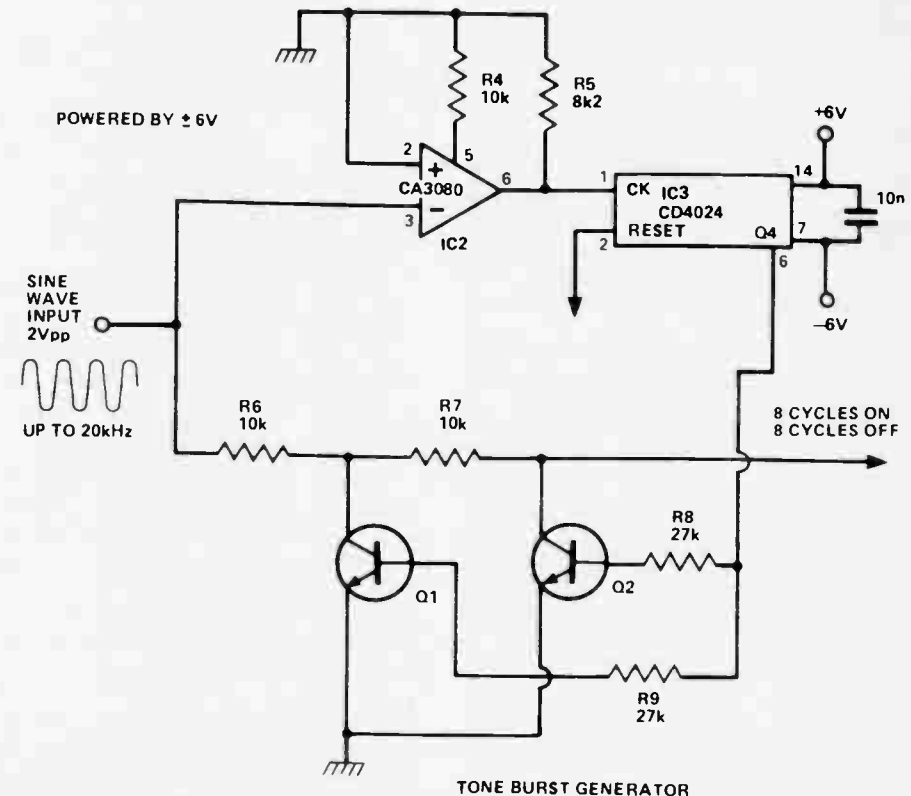 R4
10k
R5
8k2
POWERED BY ± 6V
+6V
2
5
+
CA3080
6
3
−
IC2
1
CK
IC3
14
CD4024
10n
RESET
Q4
7
2
6
SINE
WAVE
INPUT
2Vpp
−6V
UP TO 20kHz
R6
10k
R7
10k
8 CYCLES ON
8 CYCLES OFF
R8
27k
Q1
Q2
R9
27k
TONE BURST GENERATOR